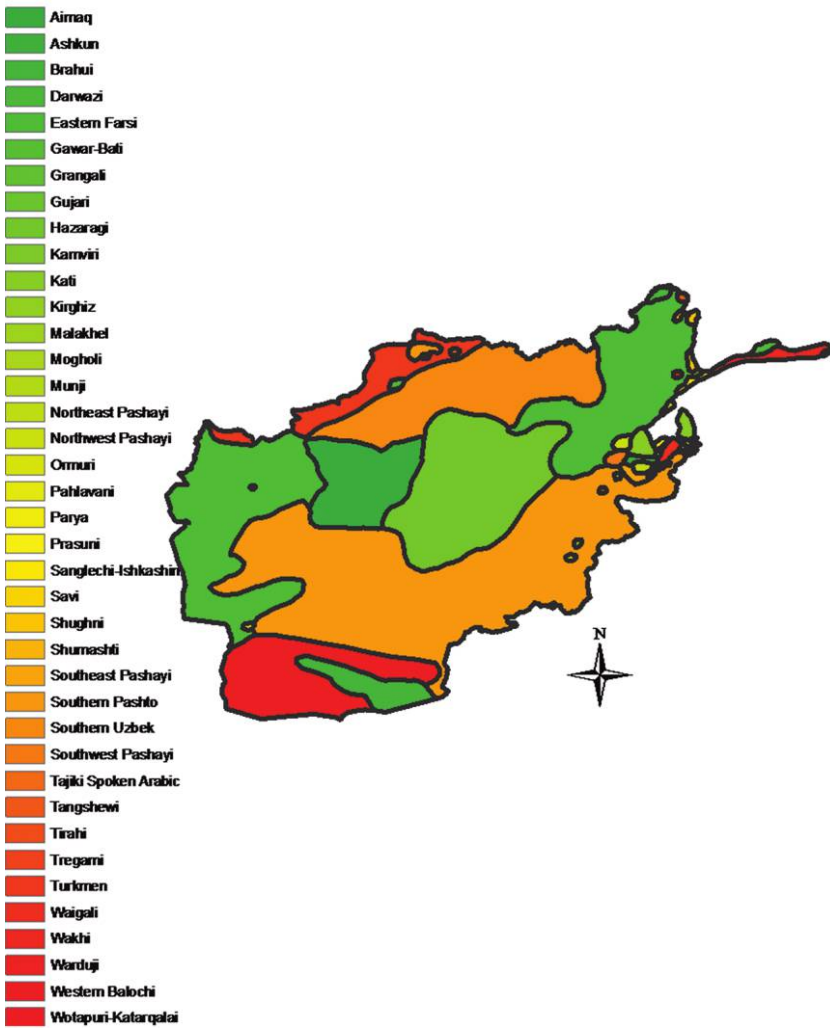 Aimaq
Ashkun
Brahui
Darwazi
Eastern Farsi
Gawar-Bati
Grangali
Gujari
Hazaragi
Kamviri
Kati
Kirghiz
Malakhel
Mogholi
Munji
Northeast Pashayi
Northwest Pashayi
Ormuri
Pahlavani
Parya
Prasuni
Sanglechi-Ishkashin
Savi
Shughni
Shumashti
Southeast Pashayi
Southern Pashto
Southern Uzbek
Southwest Pashayi
Tajiki Spoken Arabic
Tangshewi
Tirahi
Tregami
Turkmen
Waigali
Wakhi
Warduji
Western Balochi
Wotapuri-Katarqalai
N